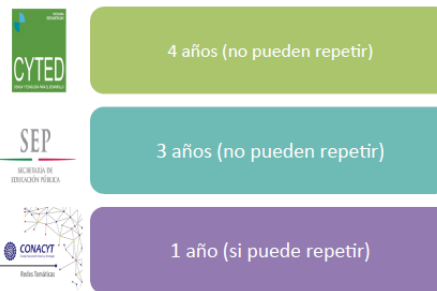 CYTED
4 años (no pueden repetir)
SEP
SECRETARÍA DE
EDUCACIÓN PÚBLICA
3 años (no pueden repetir)
CONACYT
Redes Temáticas
1 año (si puede repetir)